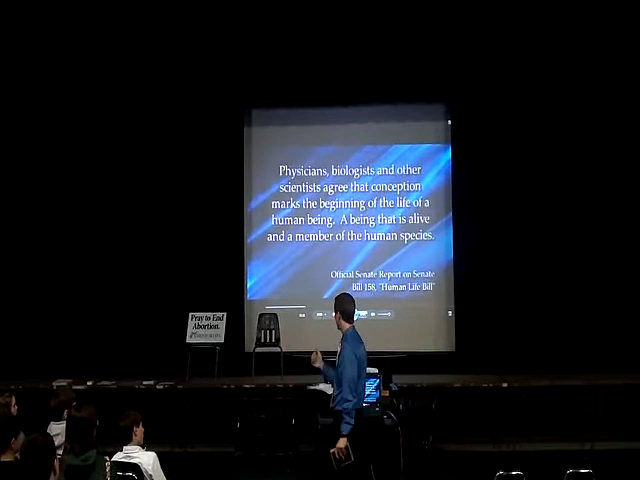 Physicians, biologists and other
scientists agree that conception
marks the beginning of the life of a
human being. A being that is alive
and a member of the human species.
Official Senate Report on Senate
Bill 158, "Human Life Bill"
Pray to End
Abortion.